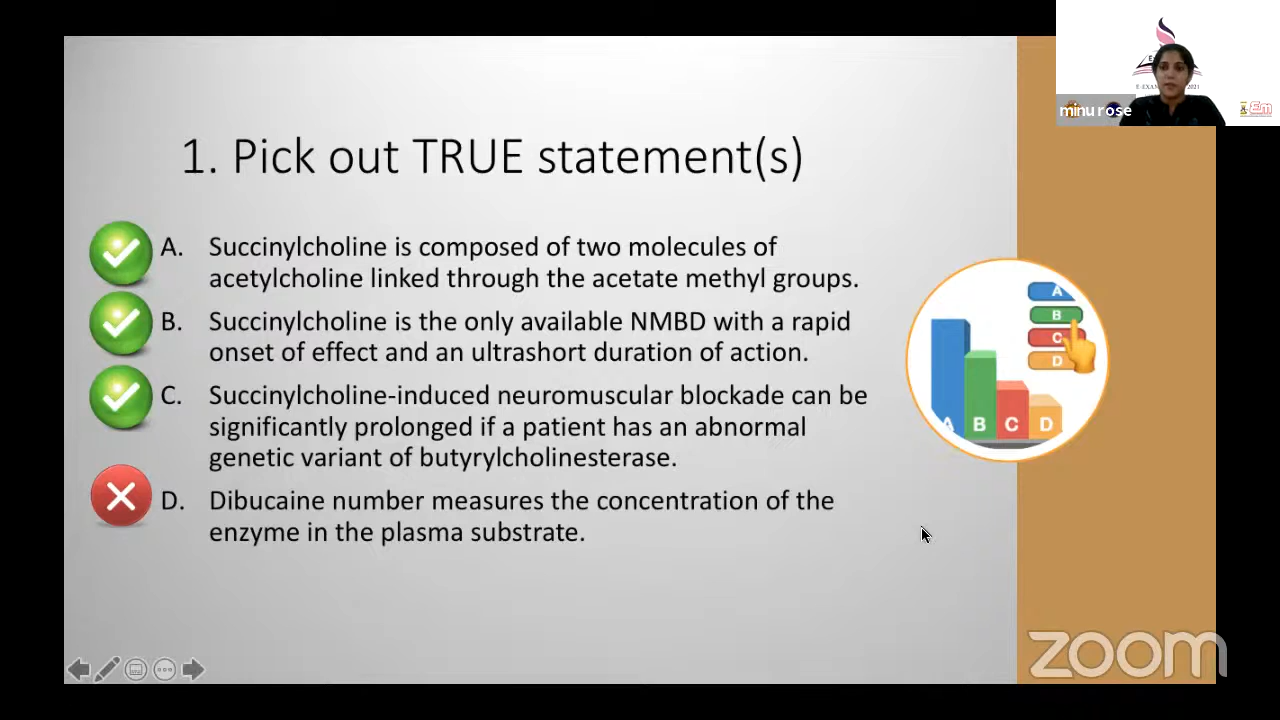 1. Pick out TRUE statement(s)
A. Succinylcholine is composed of two molecules of
acetylcholine linked through the acetate methyl groups.
B. Succinylcholine is the only available NMBD with a rapid
onset of effect and an ultrashort duration of action.
C. Succinylcholine-induced neuromuscular blockade can be
significantly prolonged if a patient has an abnormal
genetic variant of butyrylcholinesterase.
D. Dibucaine number measures the concentration of the
enzyme in the plasma substrate.
A
B
C
D
A B C D
minu rose
Em
zoom